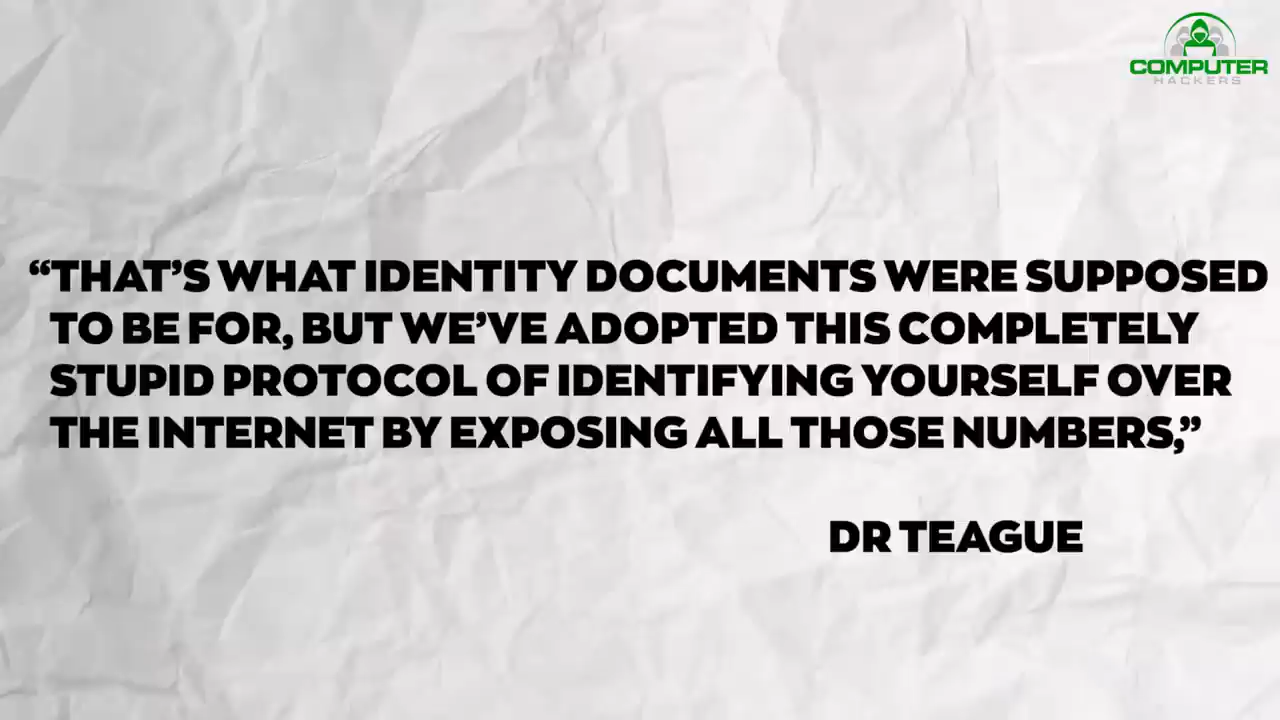 COMPUTER
HACKERS
“THAT’S WHAT IDENTITY DOCUMENTS WERE SUPPOSED
TO BE FOR, BUT WE’VE ADOPTED THIS COMPLETELY
STUPID PROTOCOL OF IDENTIFYING YOURSELF OVER
THE INTERNET BY EXPOSING ALL THOSE NUMBERS,”
DR TEAGUE